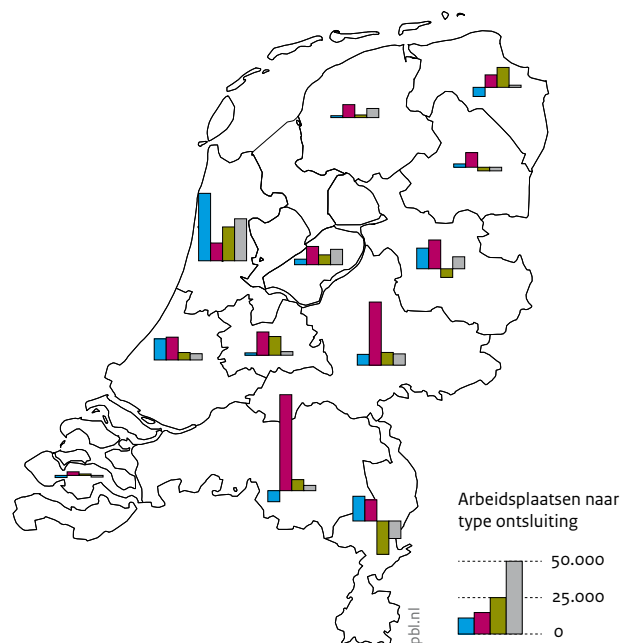 Arbeidsplaatsen naar
type ontsluiting
50.000
25.000
0
pbl.nl